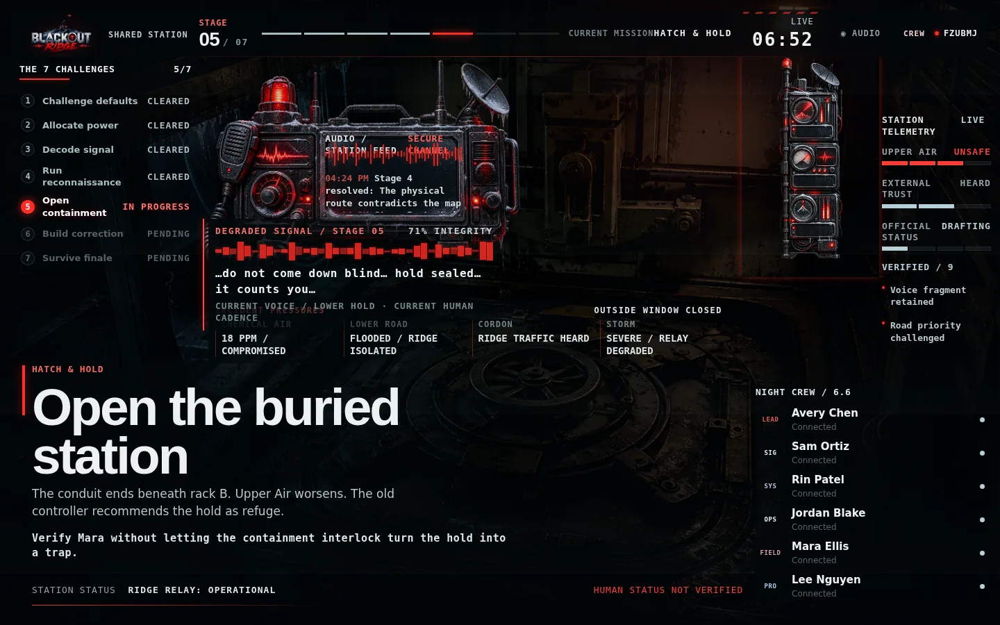 BLACKOUT
RIDGE
SHARED STATION
STAGE
05 / 07
CURRENT MISSION HATCH & HOLD
LIVE
06:52
◉ AUDIO
CREW
FZUBMJ
THE 7 CHALLENGES 5/7
1 Challenge defaults CLEARED
2 Allocate power CLEARED
3 Decode signal CLEARED
4 Run reconnaissance CLEARED
5 Open containment IN PROGRESS
6 Build correction PENDING
7 Survive finale PENDING
AUDIO /
STATION FEED
SECURE
CHANNEL
04:24 PM Stage 4
resolved: The physical
route contradicts the map
DEGRADED SIGNAL / STAGE 05 71% INTEGRITY
…do not come down blind… hold sealed…
it counts you…
CURRENT VOICE / LOWER HOLD · CURRENT HUMAN
CADENCE
PRESSURES
OUTSIDE WINDOW CLOSED
CHEMICAL AIR
18 PPM /
COMPROMISED
LOWER ROAD
FLOODED / RIDGE
ISOLATED
CORDON
RIDGE TRAFFIC HEARD
STORM
SEVERE / RELAY
DEGRADED
STATION
TELEMETRY
LIVE
UPPER AIR UNSAFE
EXTERNAL
TRUST
HEARD
OFFICIAL
STATUS
DRAFTING
VERIFIED / 9
Voice fragment
retained
Road priority
challenged
HATCH & HOLD
Open the buried
station
The conduit ends beneath rack B. Upper Air worsens. The old
controller recommends the hold as refuge.
Verify Mara without letting the containment interlock turn the hold into
a trap.
STATION STATUS RIDGE RELAY: OPERATIONAL
HUMAN STATUS NOT VERIFIED
NIGHT CREW / 6.6
LEAD Avery Chen
Connected
SIG Sam Ortiz
Connected
SYS Rin Patel
Connected
OPS Jordan Blake
Connected
FIELD Mara Ellis
Connected
PRO Lee Nguyen
Connected